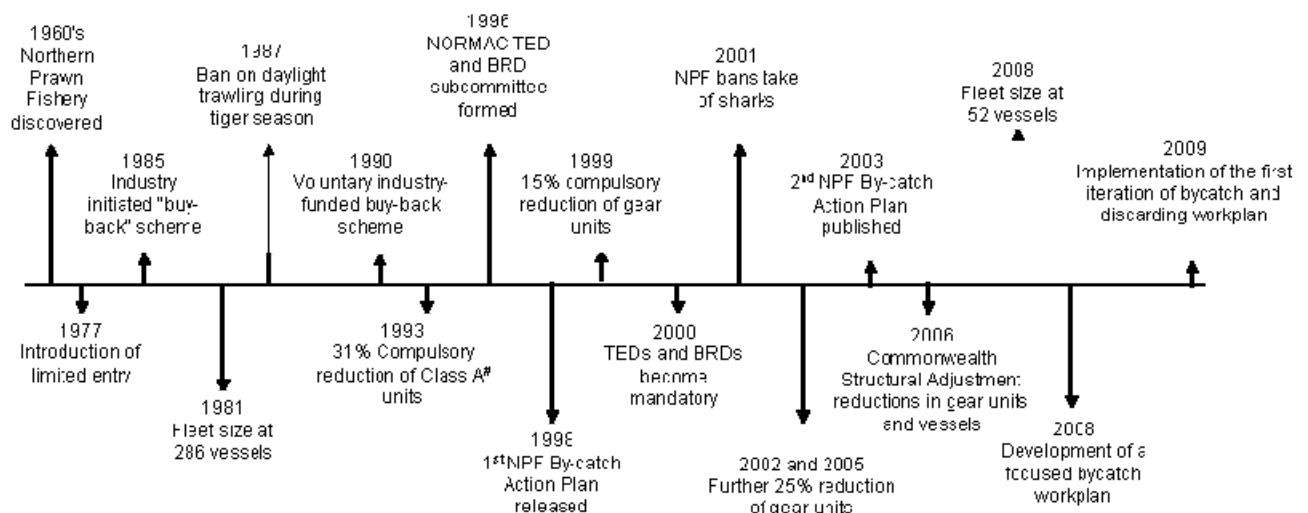 1960's
Northern
Prawn
Fishery
discovered
1977
Introduction of
limited entry
1985
Industry
initiated "buy-
back" scheme
1981
Fleet size at
286 vessels
1987
Ban on daylight
trawling during
tiger season
1990
Voluntary industry-
funded buy-back
scheme
1993
31% Compulsory
reduction of Class A#
units
1996
NORMAC TED
and BRD
subcommittee
formed
1998
1st NPF By-catch
Action Plan
released
1999
15% compulsory
reduction of gear
units
2000
TEDs and BRDs
become
mandatory
2001
NPF bans take
of sharks
2002 and 2005
Further 25% reduction
of gear units
2003
2nd NPF By-catch
Action Plan
published
2006
Commonwealth
Structural Adjustment
reductions in gear units
and vessels
2008
Fleet size at
52 vessels
2008
Development of a
focused bycatch
workplan
2009
Implementation of the first
iteration of bycatch and
discarding workplan